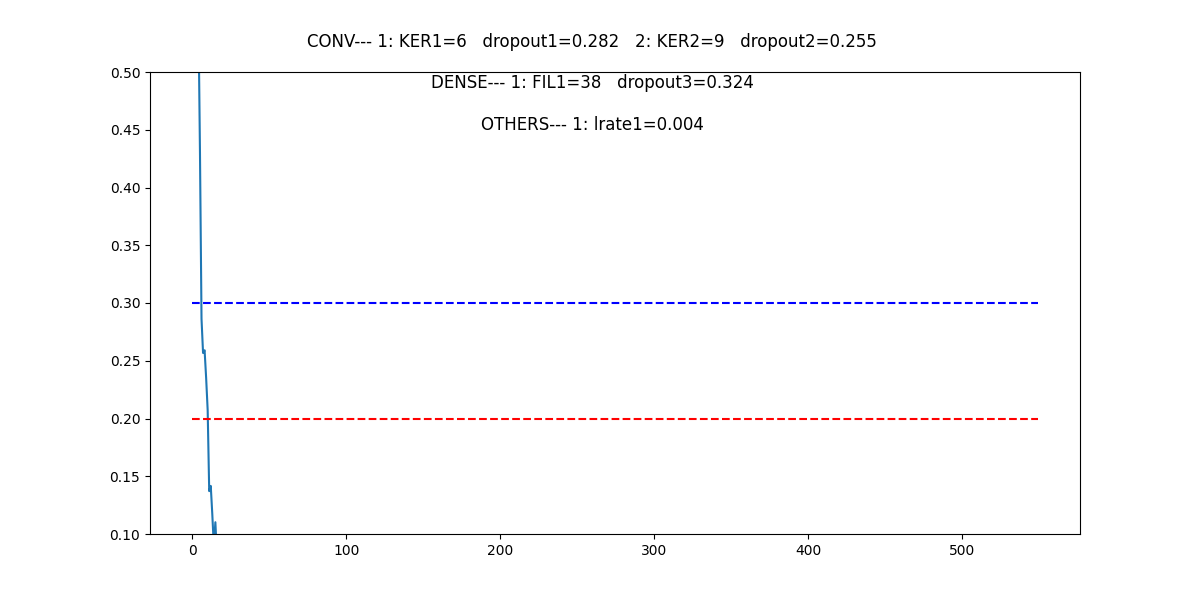 CONV--- 1: KER1=6   dropout1=0.282   2: KER2=9   dropout2=0.255
DENSE--- 1: FIL1=38   dropout3=0.324
OTHERS--- 1: lrate1=0.004
0.50
0.45
0.40
0.35
0.30
0.25
0.20
0.15
0.10
0 100 200 300 400 500